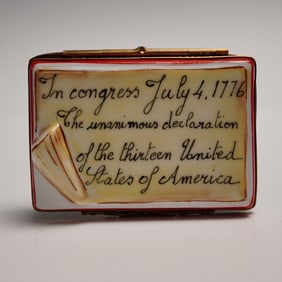 In congress July 4, 1776
The unanimous declaration
of the thirteen United
States of America